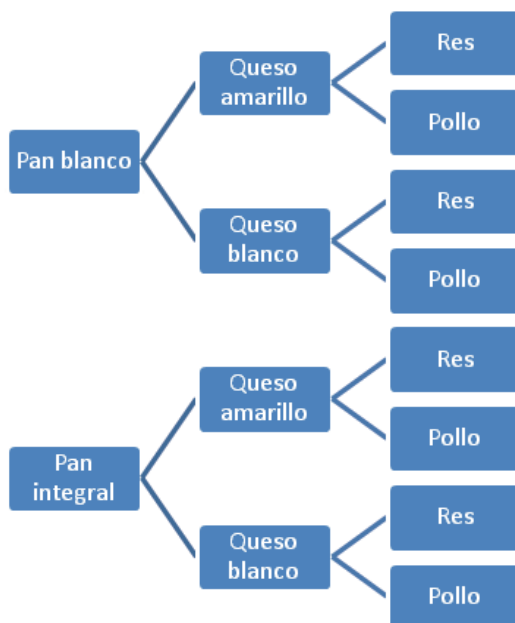 Pan blanco
Queso
amarillo
Res
Pollo
Queso
blanco
Res
Pollo
Pan
integral
Queso
amarillo
Res
Pollo
Queso
blanco
Res
Pollo